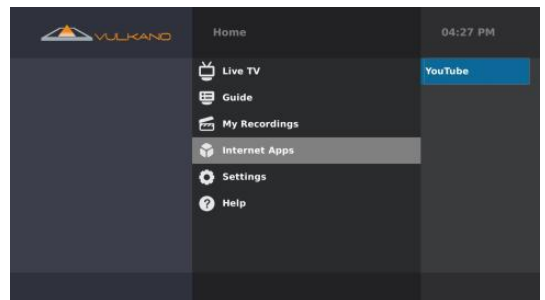 VULKANO
Home
04:27 PM
Live TV
YouTube
Guide
My Recordings
Internet Apps
Settings
Help